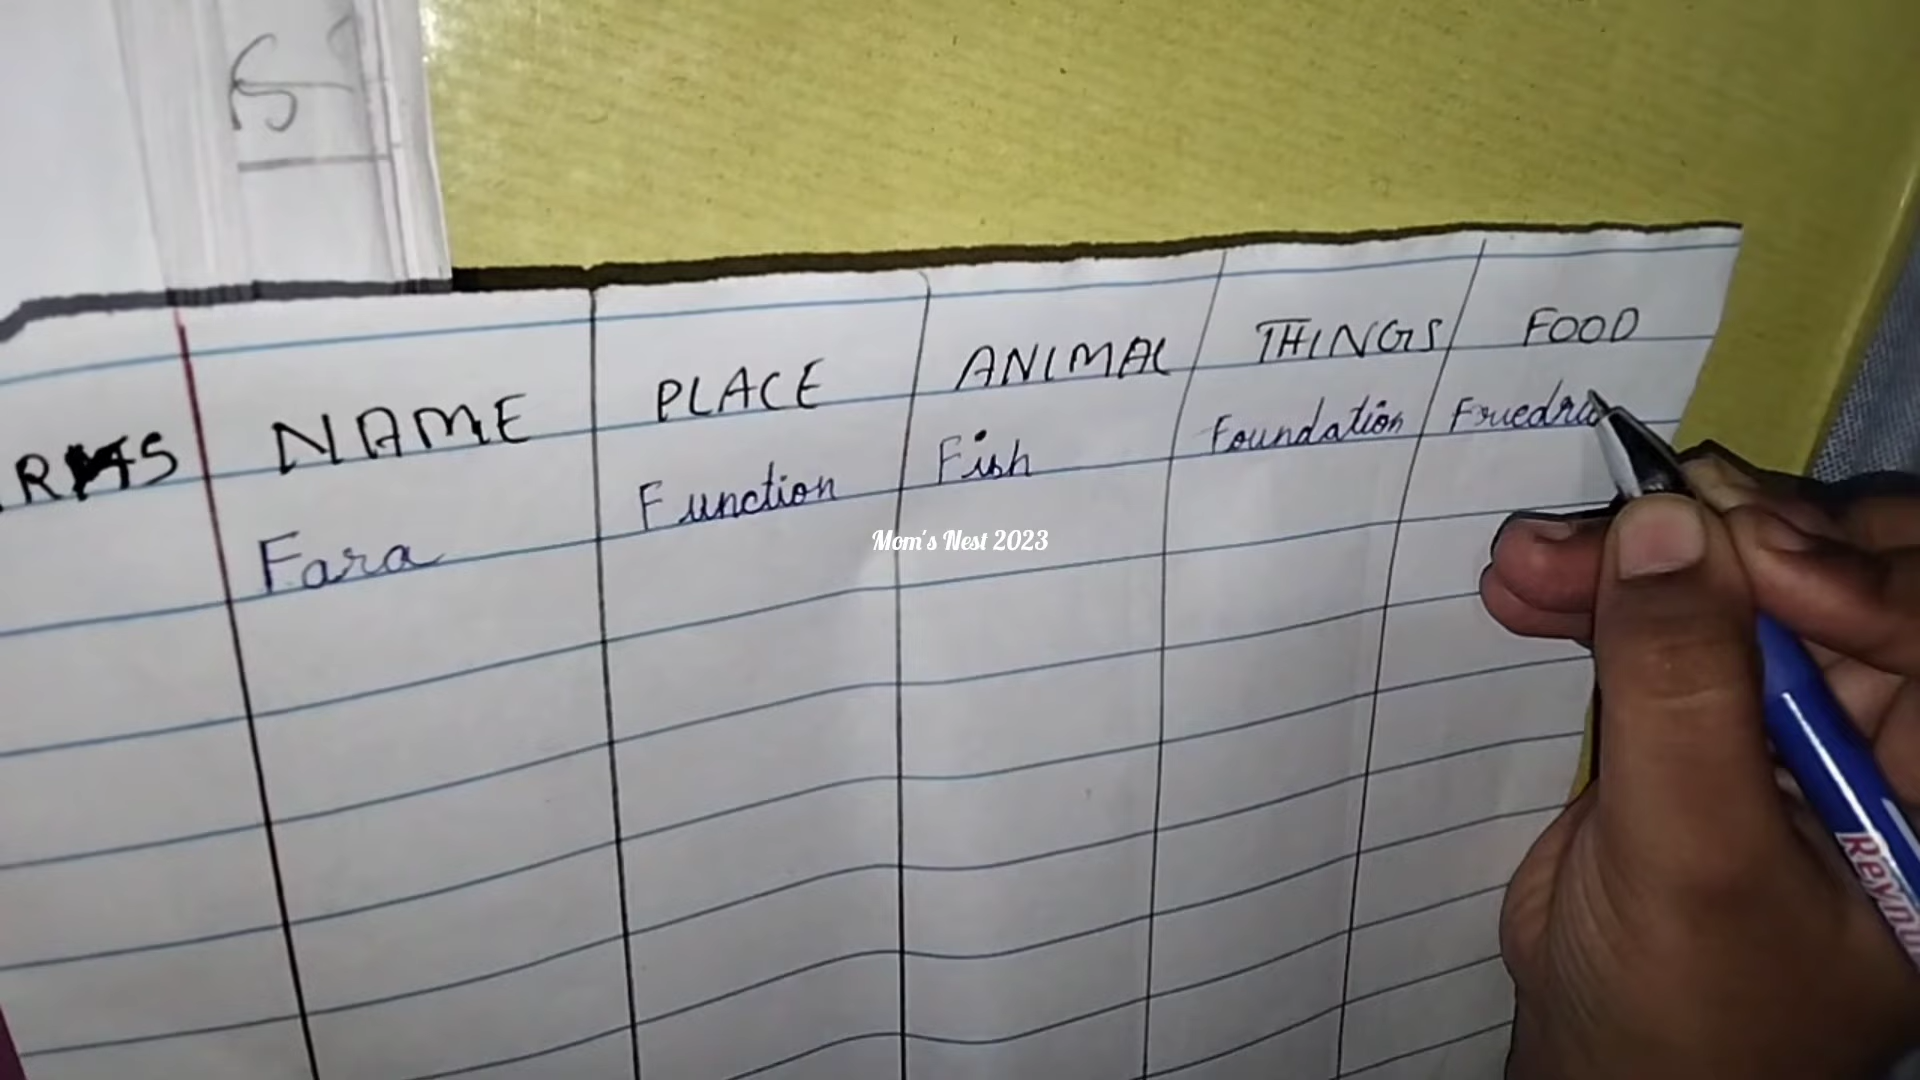 NAME PLACE ANIMAL THINGS FOOD
Fara Function Fish Foundation
Mom's Nest 2023